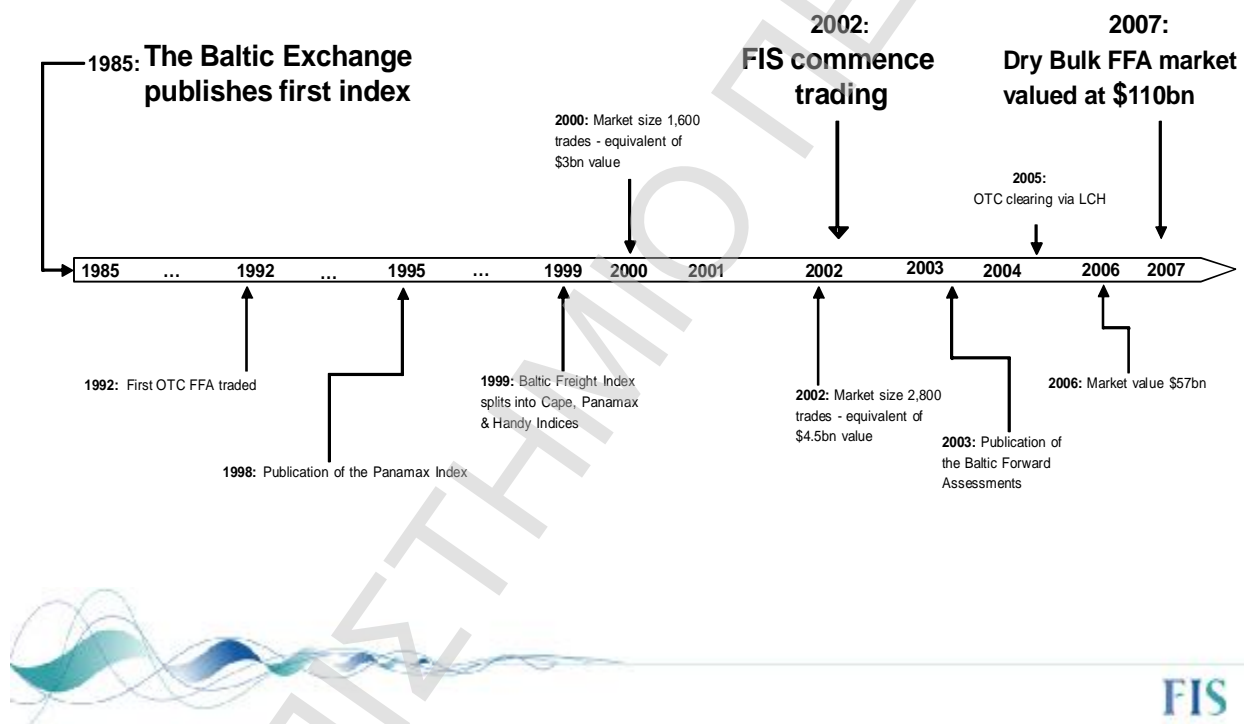 1985: The Baltic Exchange
publishes first index
2002:
FIS commence
trading
2007:
Dry Bulk FFA market
valued at $110bn
2000: Market size 1,600
trades - equivalent of
$3bn value
2005:
OTC clearing via LCH
1985 ... 1992 ... 1995 ... 1999 2000 2001 2002 2003 2004 2006 2007
1992: First OTC FFA traded
1998: Publication of the Panamax Index
1999: Baltic Freight Index
splits into Cape, Panamax
& Handy Indices
2002: Market size 2,800
trades - equivalent of
$4.5bn value
2003: Publication of
the Baltic Forward
Assessments
2006: Market value $57bn
FIS